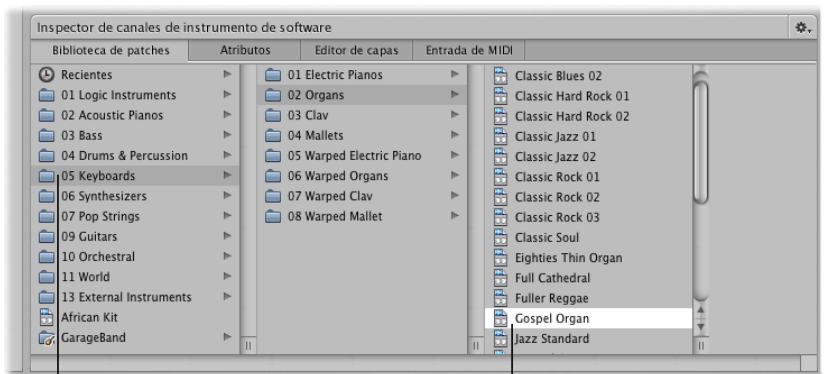 Inspector de canales de instrumento de software
Biblioteca de patches
Atributos
Editor de capas
Entrada de MIDI
Recientes
01 Logic Instruments
02 Acoustic Pianos
03 Bass
04 Drums & Percussion
05 Keyboards
06 Synthesizers
07 Pop Strings
09 Guitars
10 Orchestral
11 World
13 External Instruments
African Kit
GarageBand
01 Electric Pianos
02 Organs
03 Clav
04 Mallets
05 Warped Electric Piano
06 Warped Organs
07 Warped Clav
08 Warped Mallet
Classic Blues 02
Classic Hard Rock 01
Classic Hard Rock 02
Classic Jazz 01
Classic Jazz 02
Classic Rock 01
Classic Rock 02
Classic Rock 03
Classic Soul
Eighties Thin Organ
Full Cathedral
Fuller Reggae
Gospel Organ
Jazz Standard